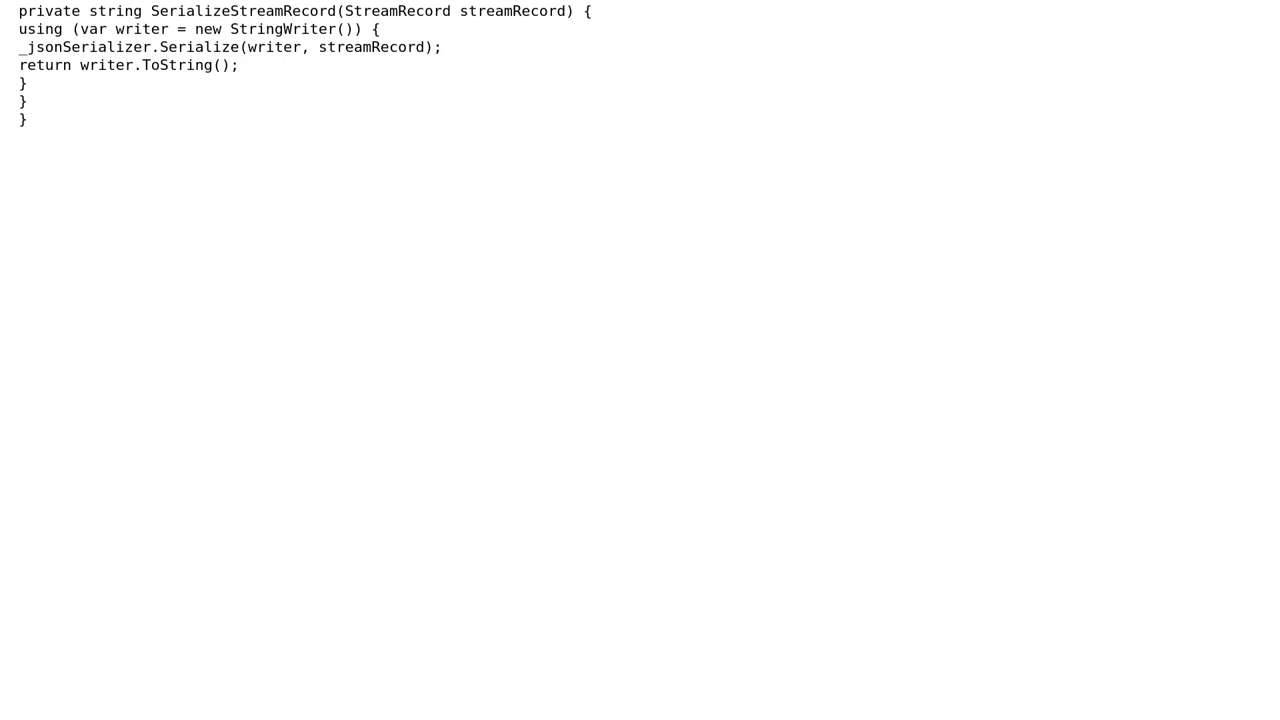 private string SerializeStreamRecord(StreamRecord streamRecord) {
using (var writer = new StringWriter()) {
_jsonSerializer.Serialize(writer, streamRecord);
return writer.ToString();
}
}
}